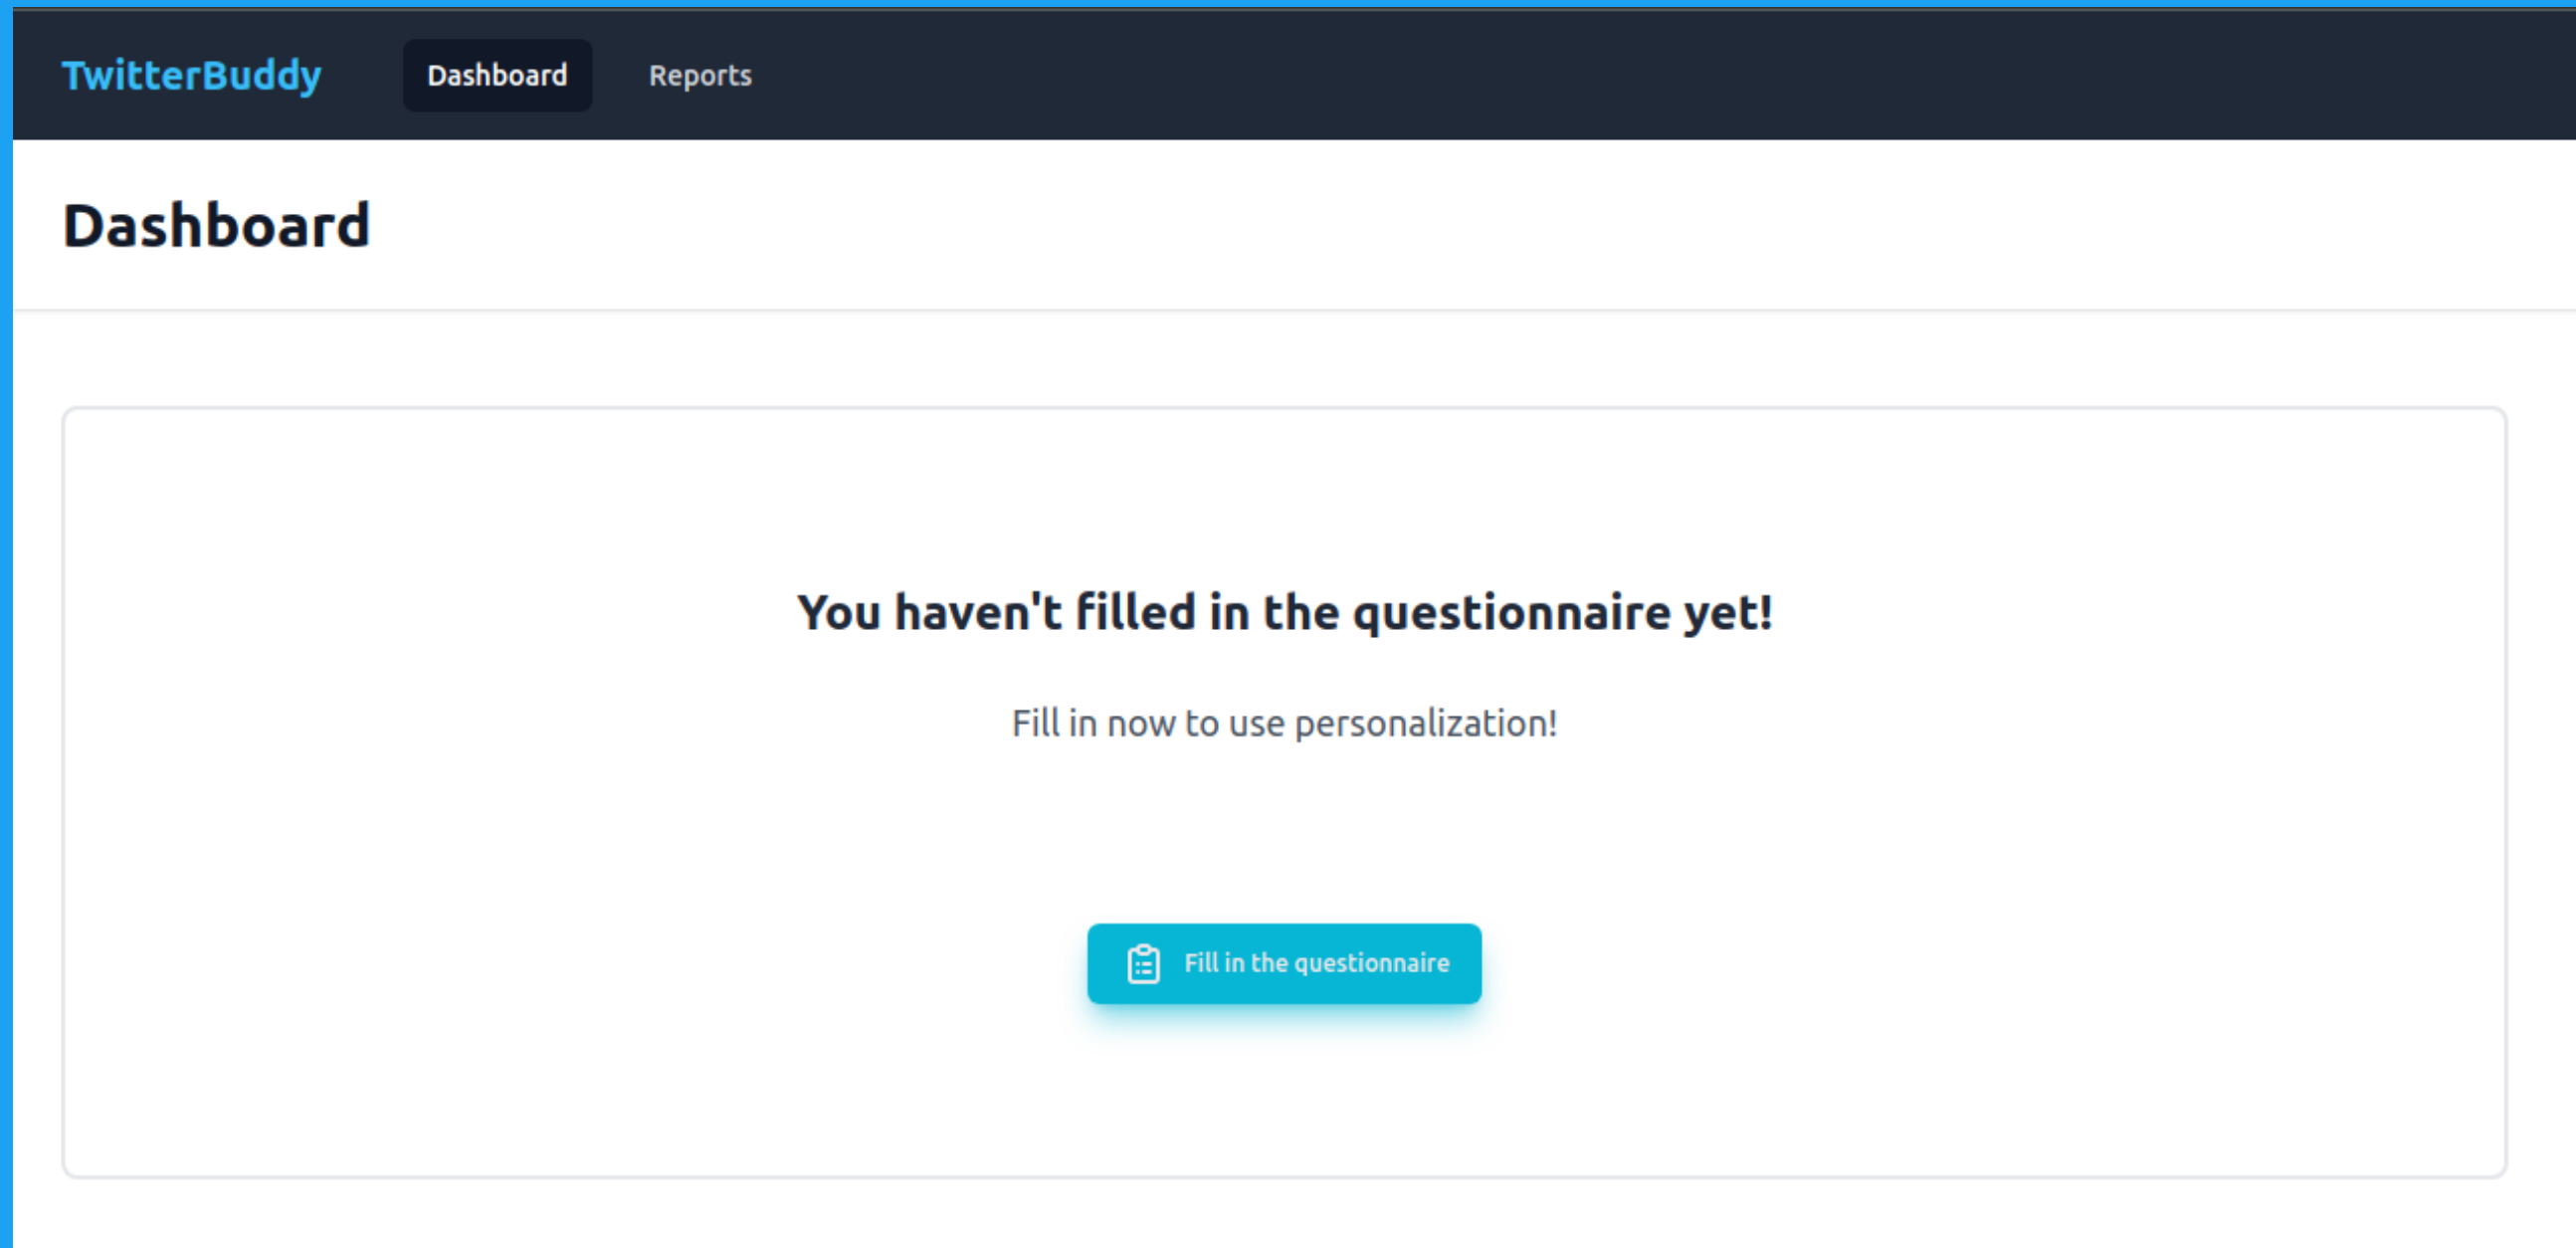 TwitterBuddy
Dashboard
Reports
Dashboard
You haven't filled in the questionnaire yet!
Fill in now to use personalization!
Fill in the questionnaire